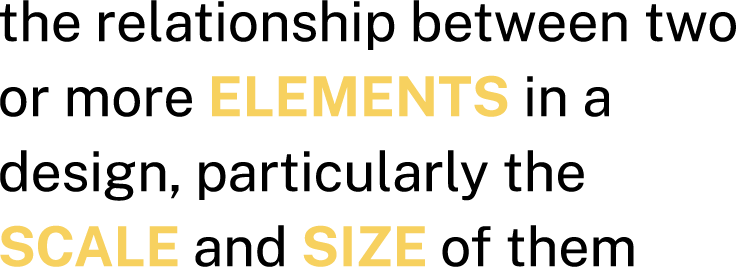 the relationship between two
or more ELEMENTS in a
design, particularly the
SCALE and SIZE of them